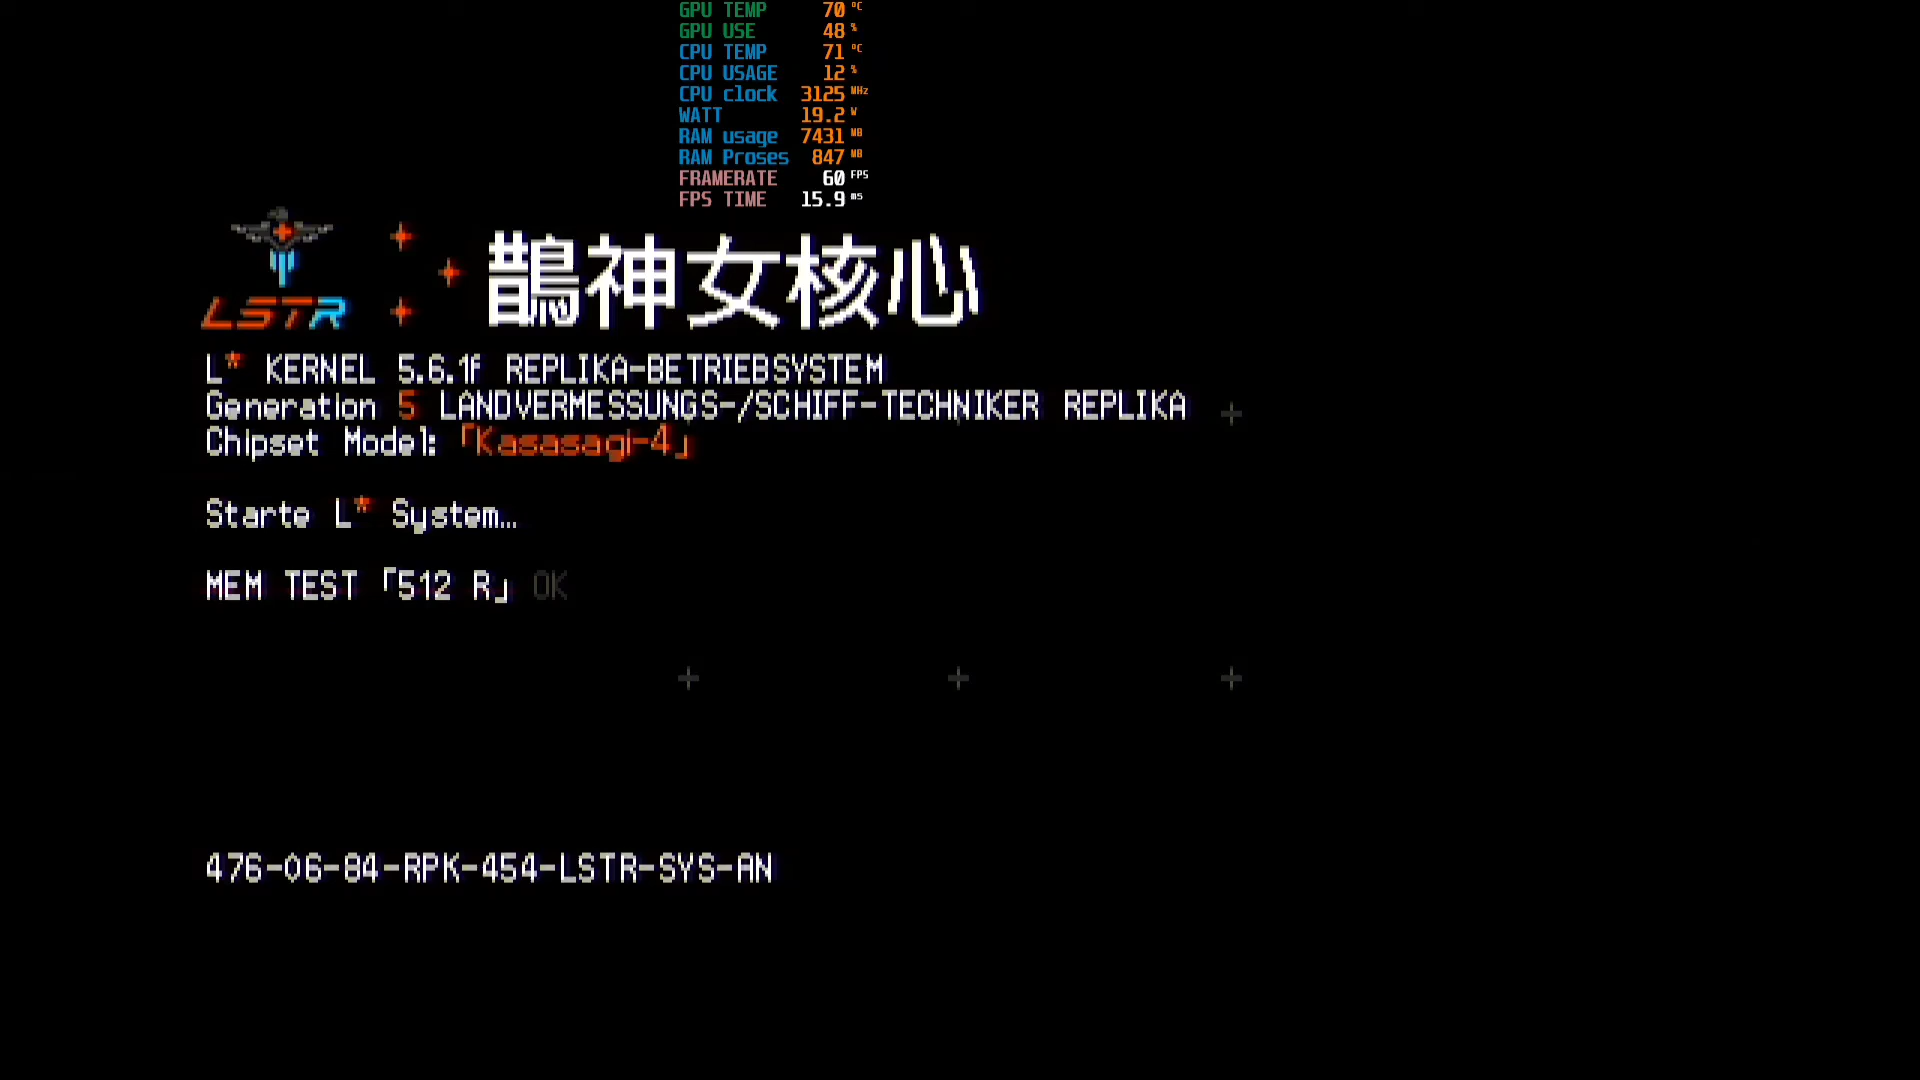 GPU TEMP 70 °C
GPU USE 48 %
CPU TEMP 71 °C
CPU USAGE 12 %
CPU clock 3125 MHz
WATT 19.2 W
RAM usage 7431 MB
RAM Proses 847 MB
FRAMERATE 60 FPS
FPS TIME 15.9 ms
LSTR
鵲神女核心
L* KERNEL 5.6.1f REPLIKA-BETRIEBSYSTEM
Generation 5 LANDVERMESSUNGS-/SCHIFF-TECHNIKER REPLIKA
Chipset Model: 「Kasasagi-4」
Starte L* System…
MEM TEST「512 R」 OK
476-06-84-RPK-454-LSTR-SYS-AN